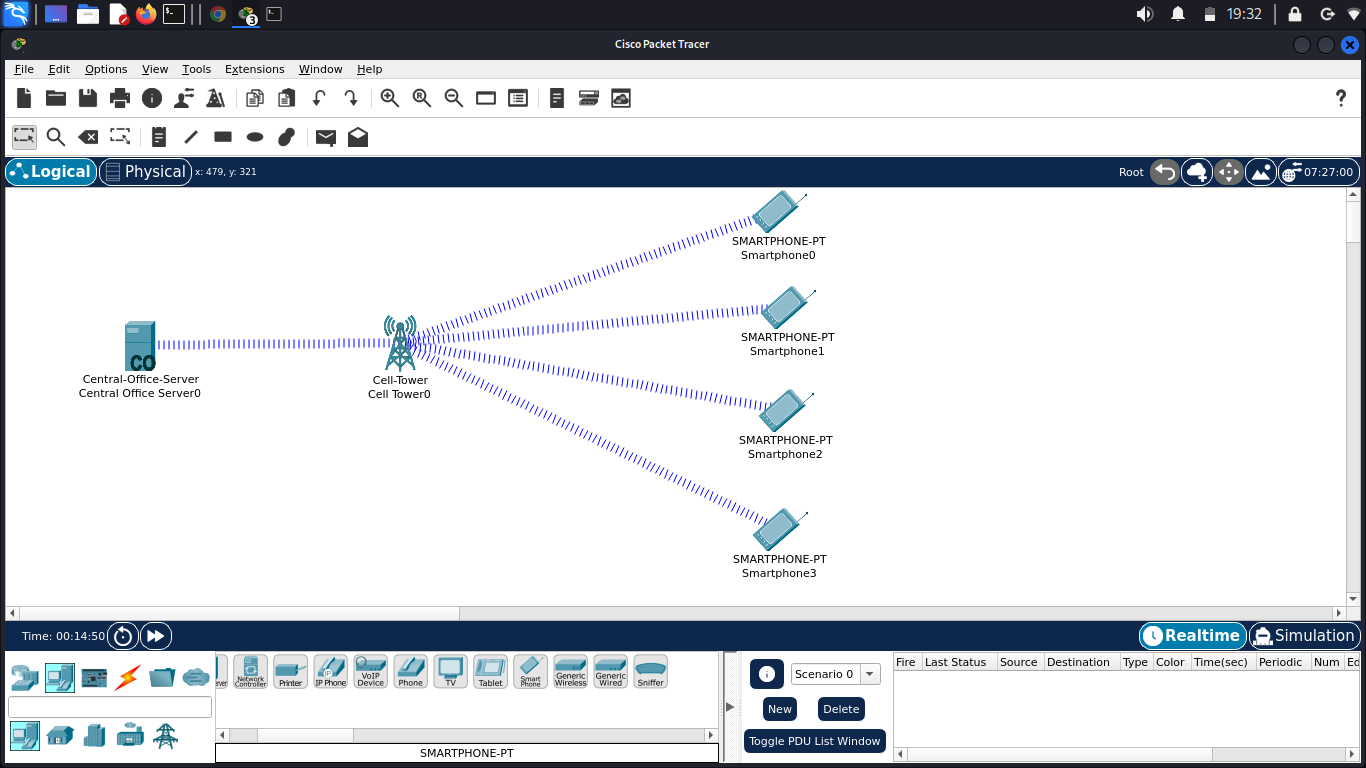 3
19:32
Cisco Packet Tracer
File Edit Options View Tools Extensions Window Help
?
Logical Physical x: 479, y: 321 Root 07:27:00
SMARTPHONE-PT
Smartphone0
SMARTPHONE-PT
Smartphone1
CO
Central-Office-Server
Central Office Server0
Cell-Tower
Cell Tower0
SMARTPHONE-PT
Smartphone2
SMARTPHONE-PT
Smartphone3
Time: 00:14:50 Realtime Simulation
Network
Controller
Printer
IP Phone
VoIP
Device
Phone
TV
Tablet
Smart
Phone
Generic
Wireless
Generic
Wired
Sniffer
SMARTPHONE-PT
Scenario 0
New Delete
Toggle PDU List Window
Fire Last Status Source Destination Type Color Time(sec) Periodic Num Ed